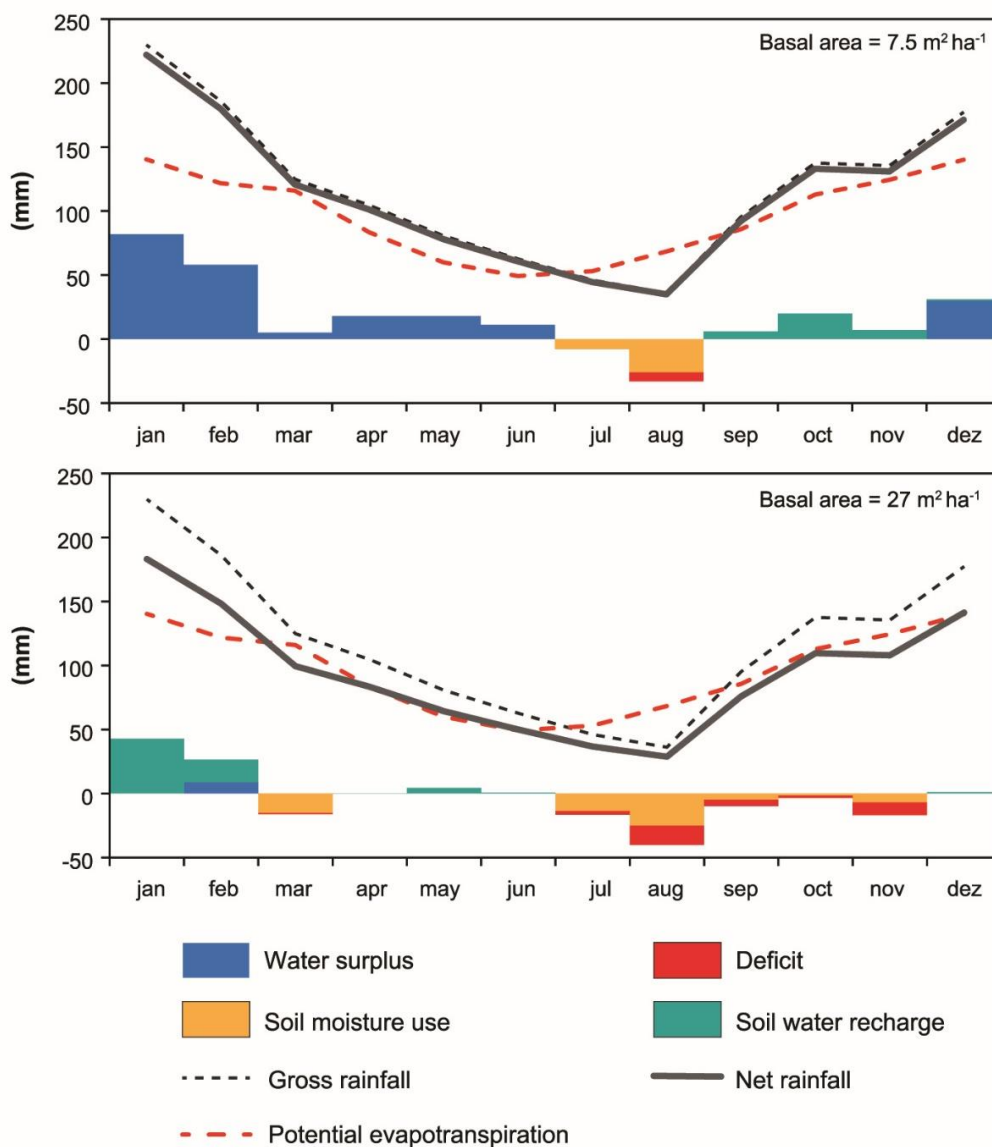 250
Basal area = 7.5 m² ha⁻¹
200
150
(mm)
100
50
0
-50
jan feb mar apr may jun jul aug sep oct nov dez
250
Basal area = 27 m² ha⁻¹
200
150
(mm)
100
50
0
-50
jan feb mar apr may jun jul aug sep oct nov dez
Water surplus
Deficit
Soil moisture use
Soil water recharge
Gross rainfall
Net rainfall
Potential evapotranspiration